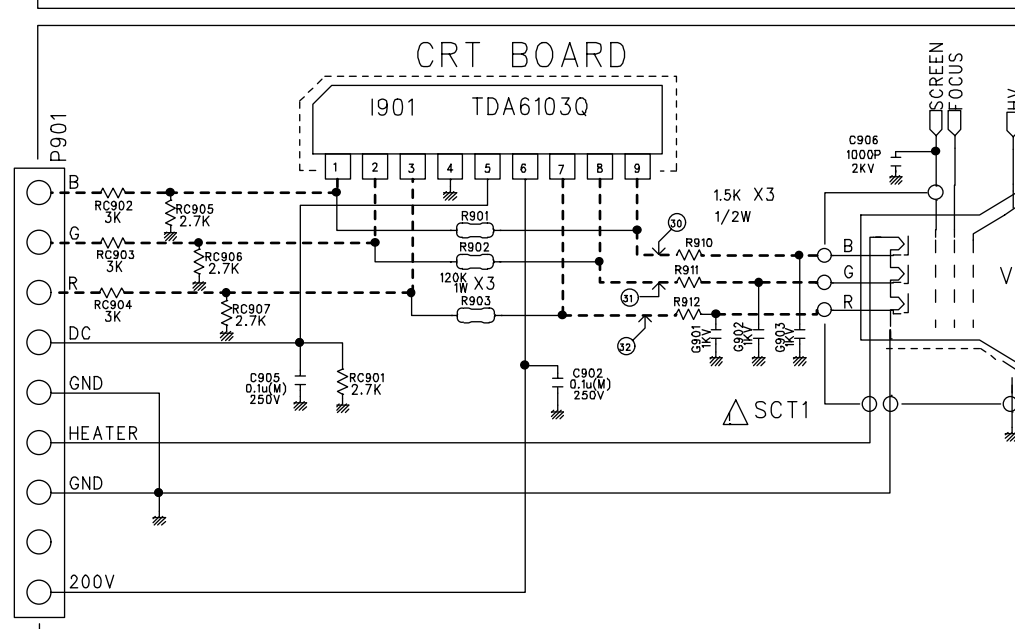 CRT BOARD
SCREEN
FOCUS
HV
P901
I901 TDA6103Q
1 2 3 4 5 6 7 8 9
C906
1000P
2KV
B
RC902
3K
RC905
2.7K
1.5K X3
1/2W
R901
30
R910
G
RC903
3K
RC906
2.7K
R902
120K
1W X3
R911
31
B
G
R
V
R
RC904
3K
RC907
2.7K
R903
R912
32
G901
1KV
G902
1KV
G903
1KV
DC
C905
0.1u(M)
250V
RC901
2.7K
C902
0.1u(M)
250V
SCT1
GND
HEATER
GND
200V